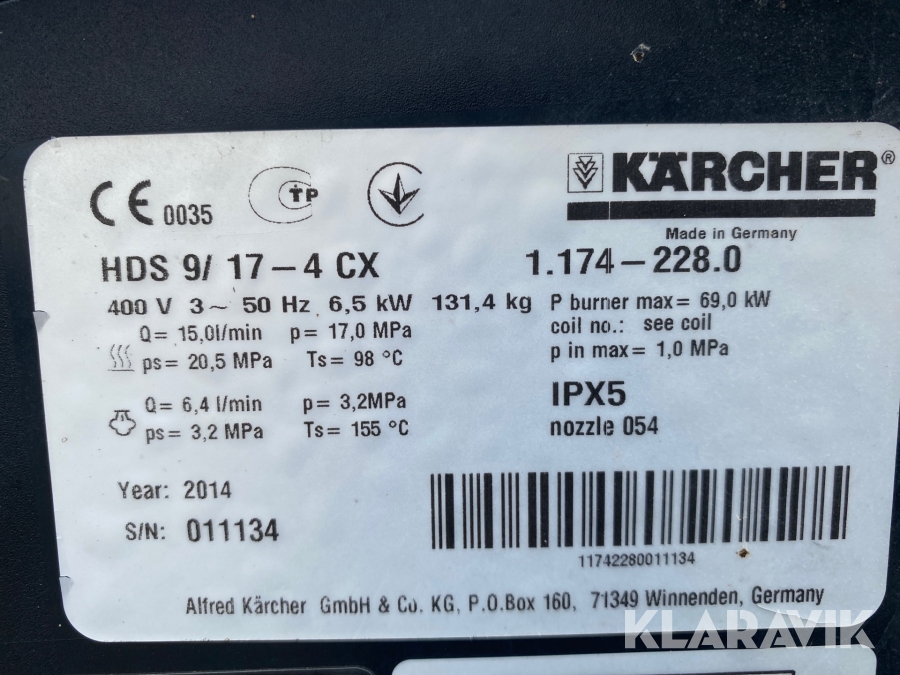 CE 0035
TP
KÄRCHER®
Made in Germany
HDS 9/ 17-4 CX 1.174-228.0
400 V 3~ 50 Hz 6,5 kW 131,4 kg P burner max= 69,0 kW
Q= 15,0l/min p= 17,0 MPa coil no.: see coil
ps= 20,5 MPa Ts= 98 °C p in max= 1,0 MPa
Q= 6,4 l/min p= 3,2MPa IPX5
ps= 3,2 MPa Ts= 155 °C nozzle 054
Year: 2014
S/N: 011134
11742280011134
Alfred Kärcher GmbH & Co. KG, P.O.Box 160, 71349 Winnenden, Germany
KLARAVIK